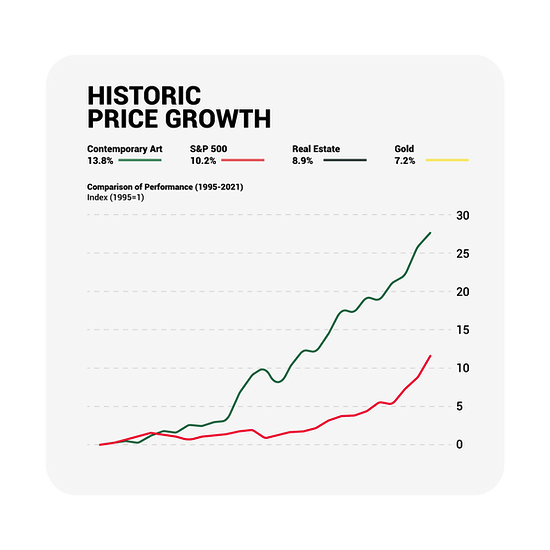 HISTORIC
PRICE GROWTH
Contemporary Art S&P 500 Real Estate Gold
13.8% 10.2% 8.9% 7.2%
Comparison of Performance (1995-2021)
Index (1995=1)
30
25
20
15
10
5
0